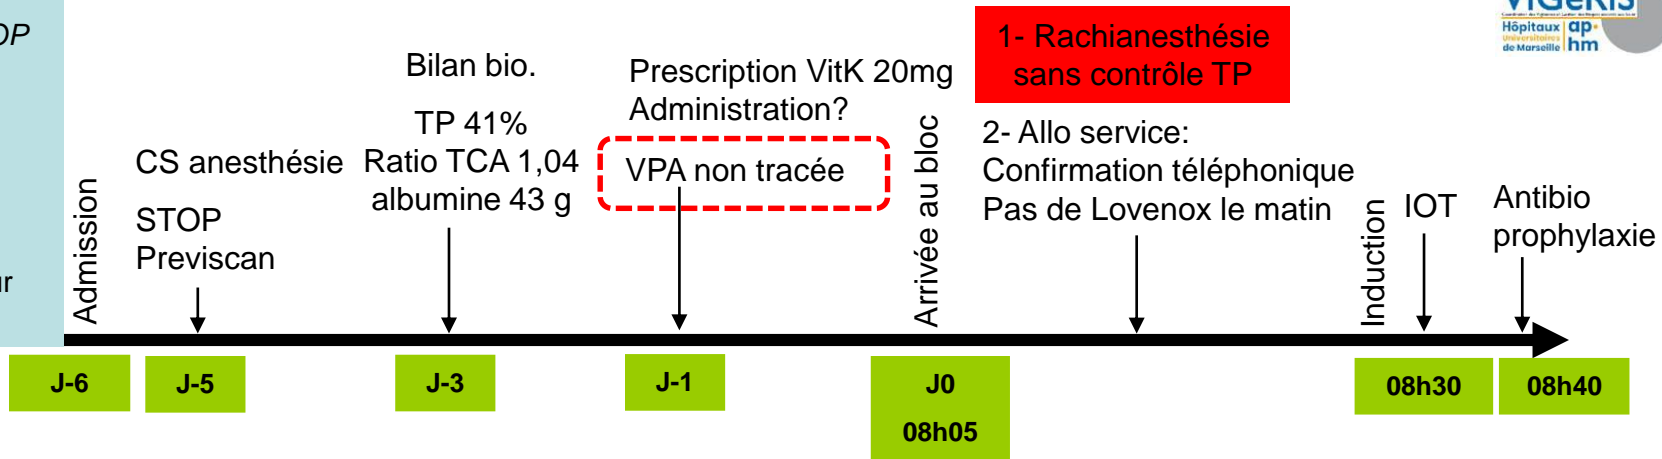 OP
ur
Admission
CS anesthésie
STOP
Previscan
Bilan bio.
TP 41%
Ratio TCA 1,04
albumine 43 g
Prescription VitK 20mg
Administration?
VPA non tracée
Arrivée au bloc
1- Rachianesthésie
sans contrôle TP
2- Allo service:
Confirmation téléphonique
Pas de Lovenox le matin
Induction
IOT
Antibio
prophylaxie
ViGeRiS
Hôpitaux
Universitaires
de Marseille
ap.
hm
J-6
J-5
J-3
J-1
J0
08h05
08h30
08h40